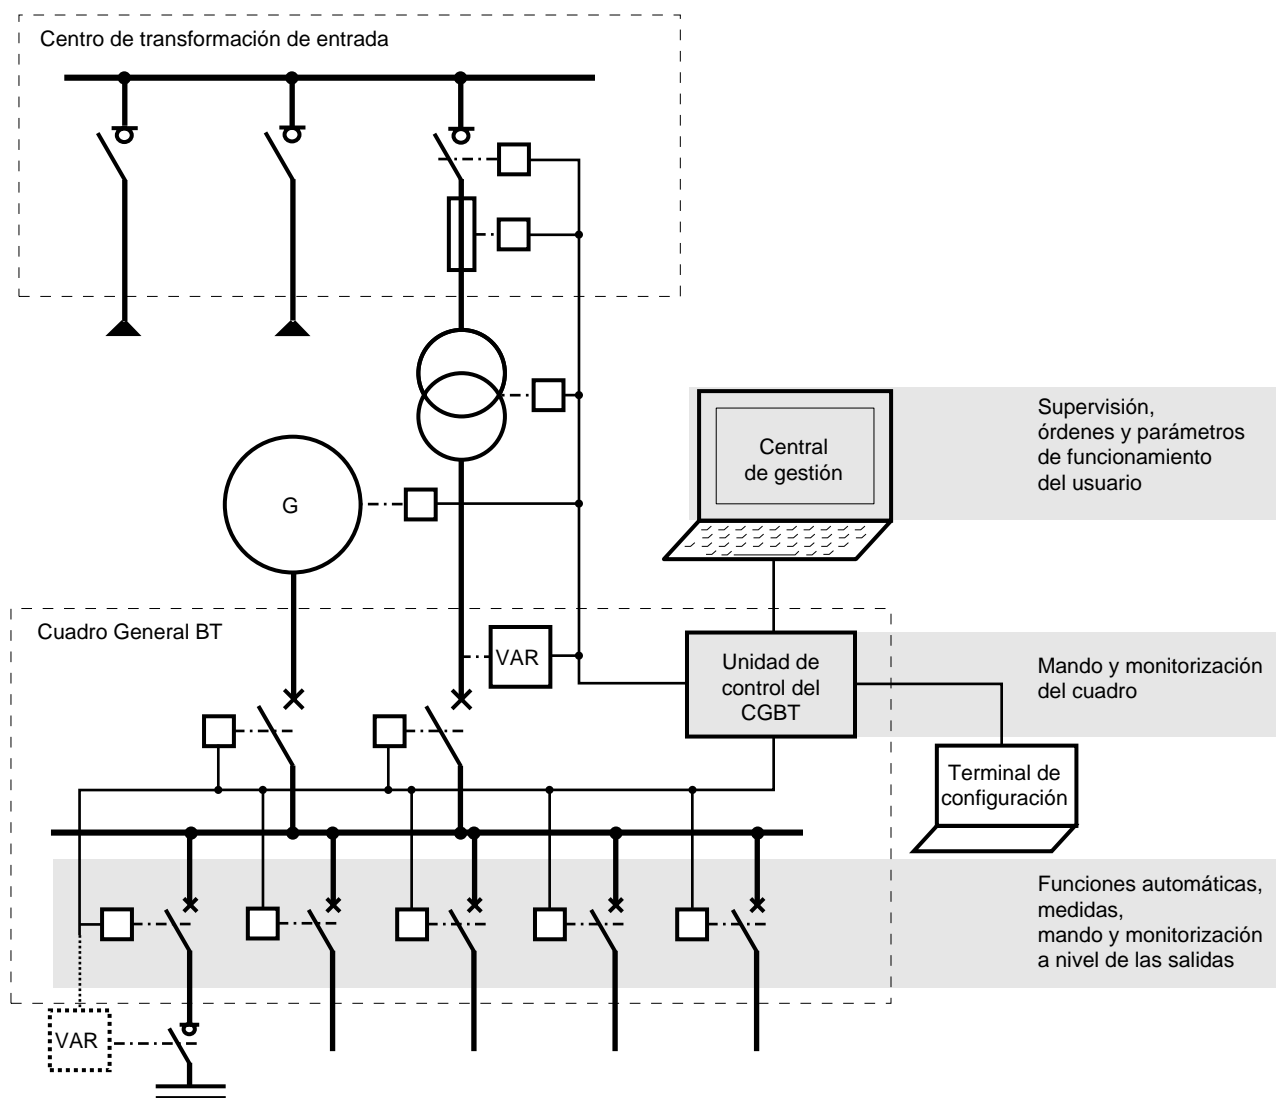 Centro de transformación de entrada
Central
de gestión
Supervisión,
órdenes y parámetros
de funcionamiento
del usuario
G
Cuadro General BT
VAR
Unidad de
control del
CGBT
Mando y monitorización
del cuadro
Terminal de
configuración
Funciones automáticas,
medidas,
mando y monitorización
a nivel de las salidas
VAR